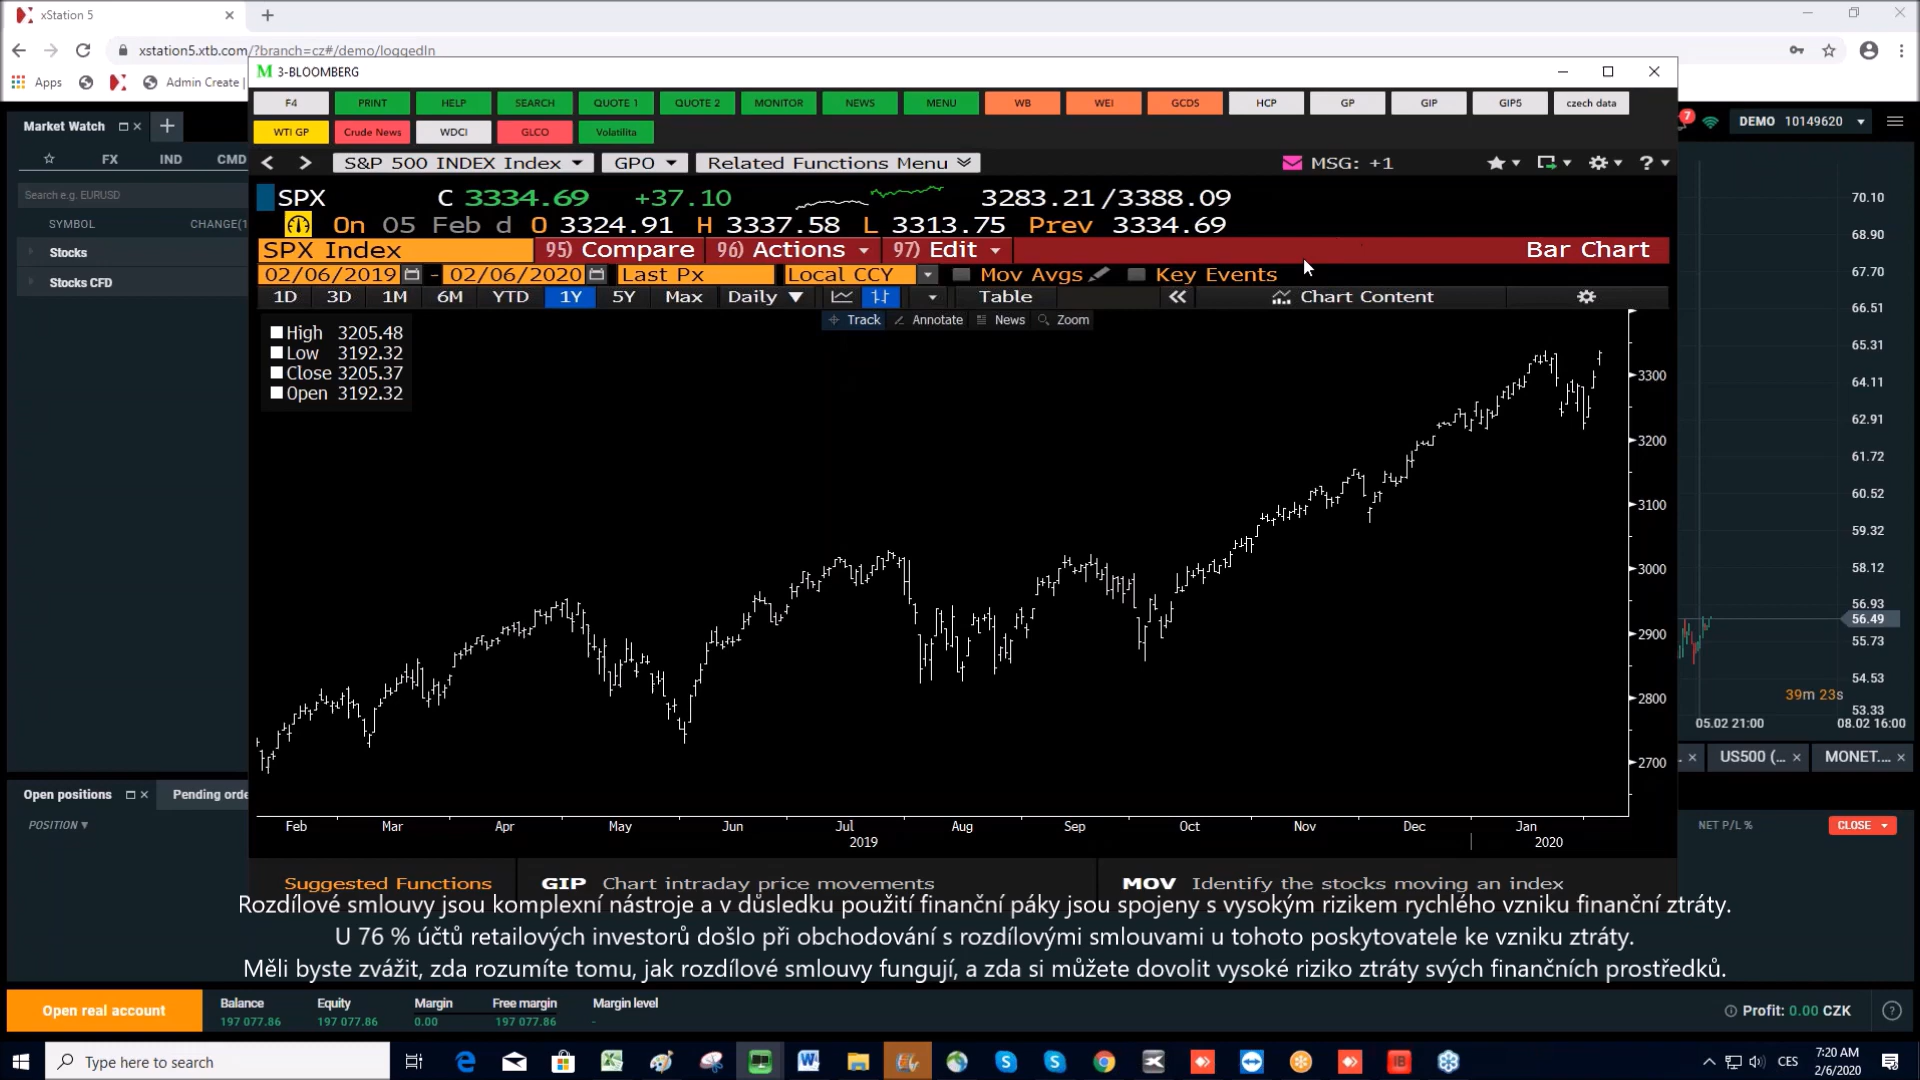 xStation 5
xstation5.xtb.com/?branch=cz#/demo/loggedIn
Apps
Admin Create
3-BLOOMBERG
F4 PRINT HELP SEARCH QUOTE 1 QUOTE 2 MONITOR NEWS MENU WB WEI GCDS HCP GP GIP GIP5 czech data
WTI GP Crude News WDCI GLCO Volatilita
Market Watch
7
DEMO 10149620
FX IND CMD
Search e.g. EURUSD
SYMBOL CHANGE(1
Stocks
Stocks CFD
S&P 500 INDEX Index GPO Related Functions Menu MSG: +1
SPX C 3334.69 +37.10 3283.21/3388.09
On 05 Feb d O 3324.91 H 3337.58 L 3313.75 Prev 3334.69
SPX Index 95) Compare 96) Actions 97) Edit Bar Chart
02/06/2019 - 02/06/2020 Last Px Local CCY Mov Avgs Key Events
1D 3D 1M 6M YTD 1Y 5Y Max Daily Table Chart Content
Track Annotate News Zoom
High 3205.48
Low 3192.32
Close 3205.37
Open 3192.32
3300
3200
3100
3000
2900
2800
2700
Feb Mar Apr May Jun Jul Aug Sep Oct Nov Dec Jan
2019 2020
70.10
68.90
67.70
66.51
65.31
64.11
62.91
61.72
60.52
59.32
58.12
56.93
56.49
55.73
54.53
53.33
39m 23s
05.02 21:00 08.02 16:00
US500 (... MONET....
Open positions Pending orde
POSITION
NET P/L %
CLOSE
Suggested Functions GIP Chart intraday price movements MOV Identify the stocks moving an index
Rozdílové smlouvy jsou komplexní nástroje a v důsledku použití finanční páky jsou spojeny s vysokým rizikem rychlého vzniku finanční ztráty.
U 76 % účtů retailových investorů došlo při obchodování s rozdílovými smlouvami u tohoto poskytovatele ke vzniku ztráty.
Měli byste zvážit, zda rozumíte tomu, jak rozdílové smlouvy fungují, a zda si můžete dovolit vysoké riziko ztráty svých finančních prostředků.
Open real account
Balance Equity Margin Free margin Margin level
197 077.86 197 077.86 0.00 197 077.86 -
Profit: 0.00 CZK
Type here to search
CES
7:20 AM
2/6/2020